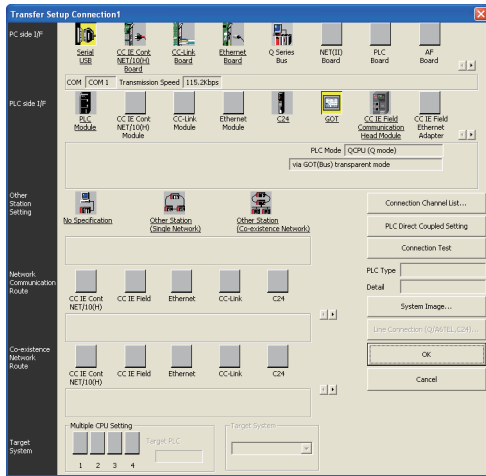 Transfer Setup Connection1
PC side I/F
Serial USB
CC IE Cont NET/10(H) Board
CC-Link Board
Ethernet Board
Q Series Bus
NET(II) Board
PLC Board
AF Board
COM COM 1 Transmission Speed 115.2Kbps
PLC side I/F
PLC Module
CC IE Cont NET/10(H) Module
CC-Link Module
Ethernet Module
C24
GOT
CC IE Field Communication Head Module
CC IE Field Ethernet Adapter
PLC Mode QCPU (Q mode)
via GOT(Bus) transparent mode
Other Station Setting
No Specification
Other Station (Single Network)
Other Station (Co-existence Network)
Connection Channel List...
PLC Direct Coupled Setting
Connection Test
PLC Type
Detail
System Image...
Line Connection (Q/A6TEL,C24)...
OK
Cancel
Network Communication Route
CC IE Cont NET/10(H)
CC IE Field
Ethernet
CC-Link
C24
Co-existence Network Route
CC IE Cont NET/10(H)
CC IE Field
Ethernet
CC-Link
C24
Target System
Multiple CPU Setting
1 2 3 4
Target PLC
Target System